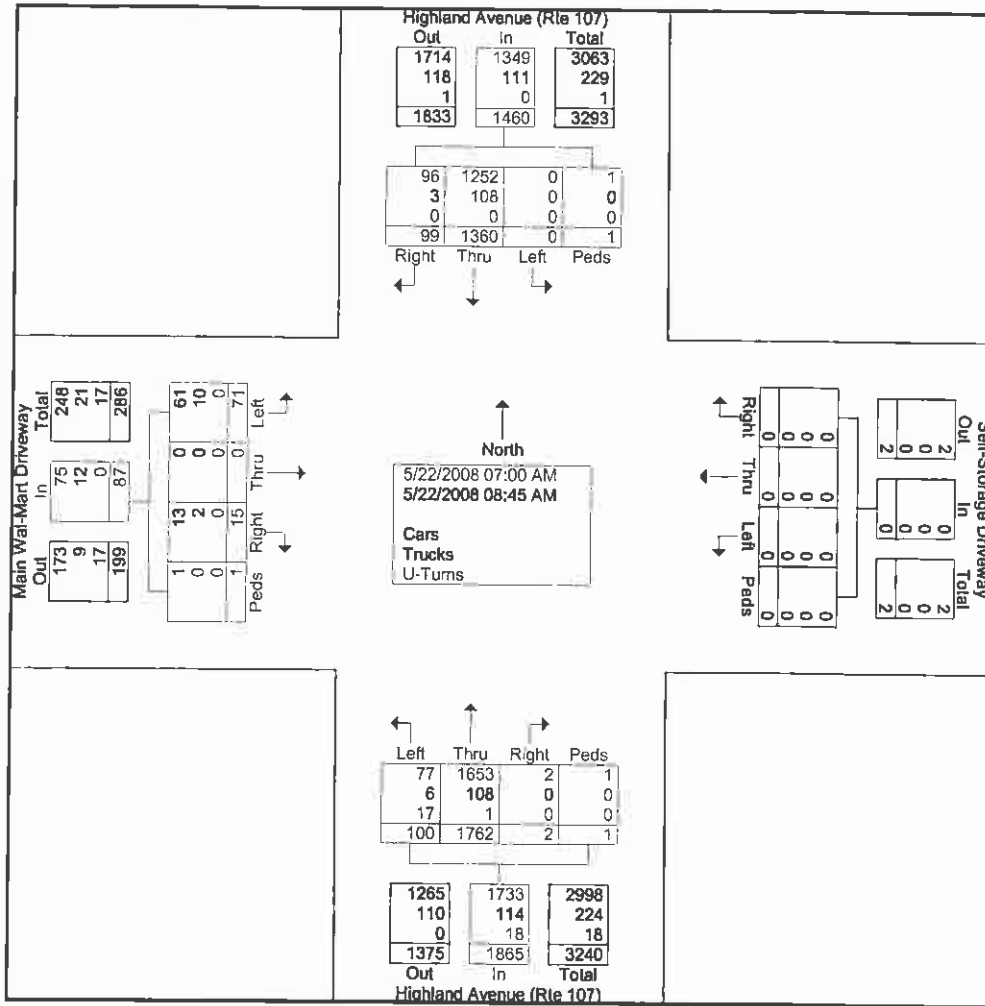 Highland Avenue (Rte 107)
Out In Total
1714 1349 3063
118 111 229
1 0 1
1833 1460 3293
96 1252 0 1
3 108 0 0
0 0 0 0
99 1360 0 1
Right Thru Left Peds
Main Wal-Mart Driveway
Total In Out
248 75 173
21 12 9
17 0 17
286 87 199
Left Thru Right Peds
61 0 13 1
10 0 2 0
0 0 0 0
71 0 15 1
North
5/22/2008 07:00 AM
5/22/2008 08:45 AM
Cars
Trucks
U-Turns
Self-Storage Driveway
Out In Total
2 0 2
0 0 0
0 0 0
2 0 2
Right Thru Left Peds
0 0 0 0
0 0 0 0
0 0 0 0
0 0 0 0
Left Thru Right Peds
77 1653 2 1
6 108 0 0
17 1 0 0
100 1762 2 1
1265 1733 2998
110 114 224
0 18 18
1375 1865 3240
Out In Total
Highland Avenue (Rte 107)